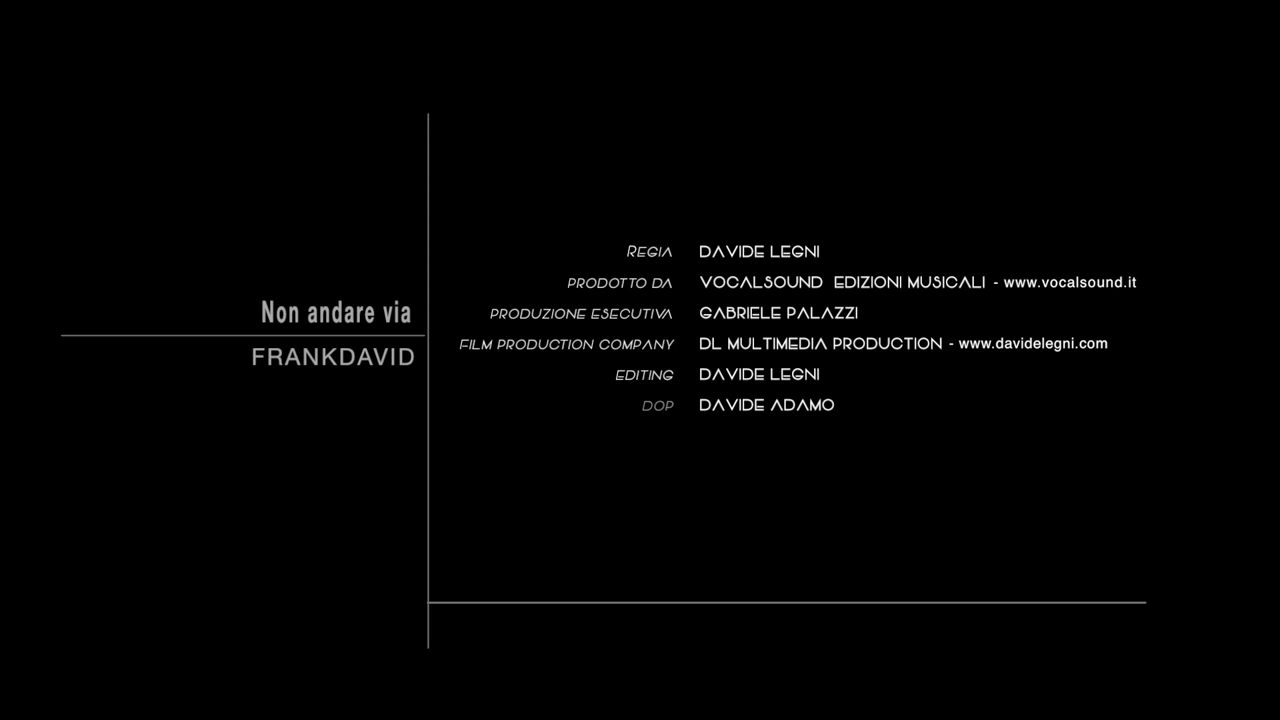 Non andare via
FRANKDAVID
REGIA DAVIDE LEGNI
PRODOTTO DA VOCALSOUND EDIZIONI MUSICALI - www.vocalsound.it
PRODUZIONE ESECUTIVA GABRIELE PALAZZI
FILM PRODUCTION COMPANY DL MULTIMEDIA PRODUCTION - www.davidelegni.com
EDITING DAVIDE LEGNI
DOP DAVIDE ADAMO